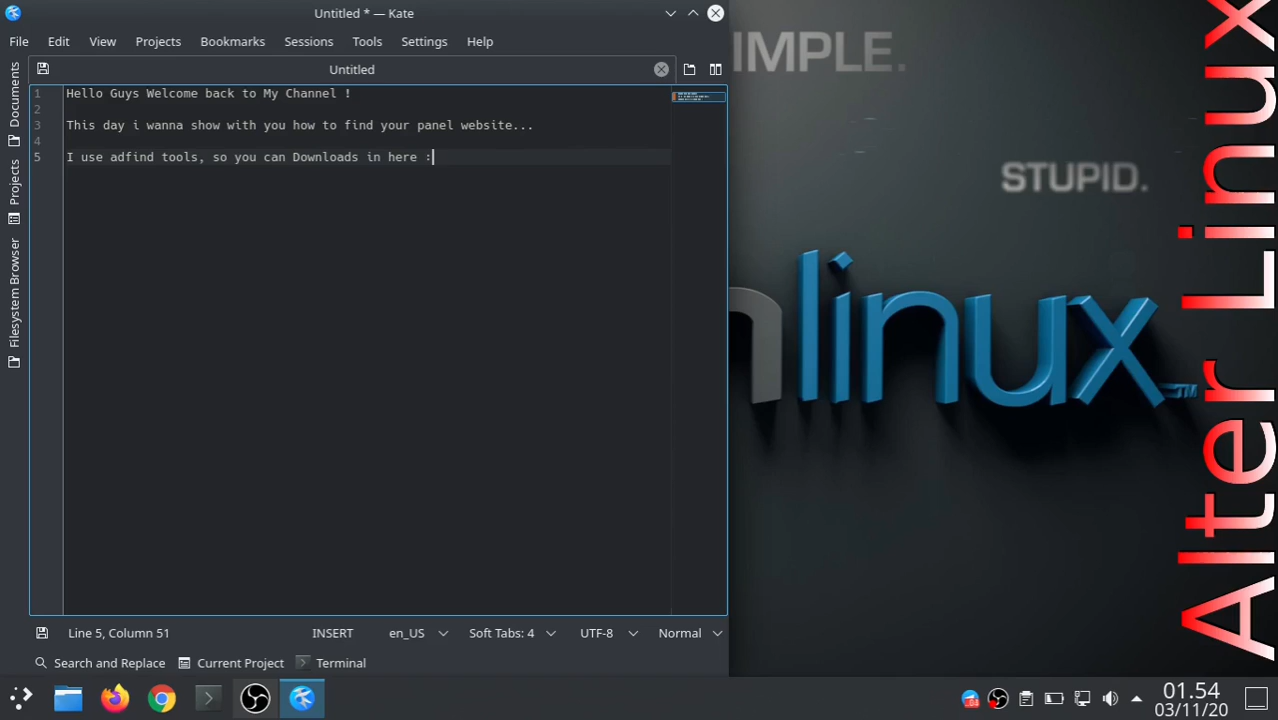 Untitled * — Kate
File Edit View Projects Bookmarks Sessions Tools Settings Help
Untitled
Documents
Projects
Filesystem Browser
1 Hello Guys Welcome back to My Channel !
2
3 This day i wanna show with you how to find your panel website...
4
5 I use adfind tools, so you can Downloads in here :
Line 5, Column 51 INSERT en_US Soft Tabs: 4 UTF-8 Normal
Search and Replace Current Project Terminal
IMPLE.
STUPID.
linux™
Alter Linux
01.54
03/11/20